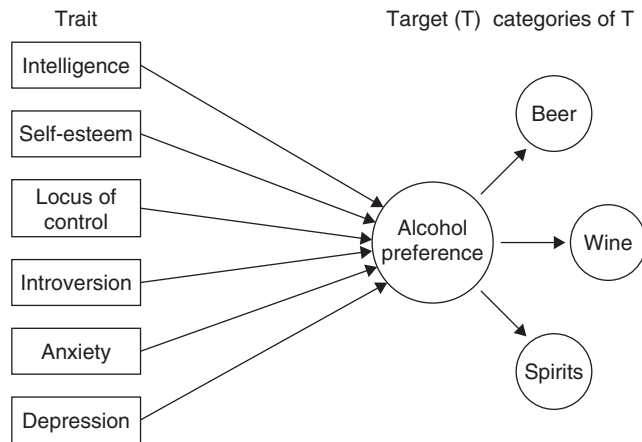 Trait
Target (T)  categories of T
Intelligence
Self-esteem
Locus of
control
Introversion
Anxiety
Depression
Alcohol
preference
Beer
Wine
Spirits